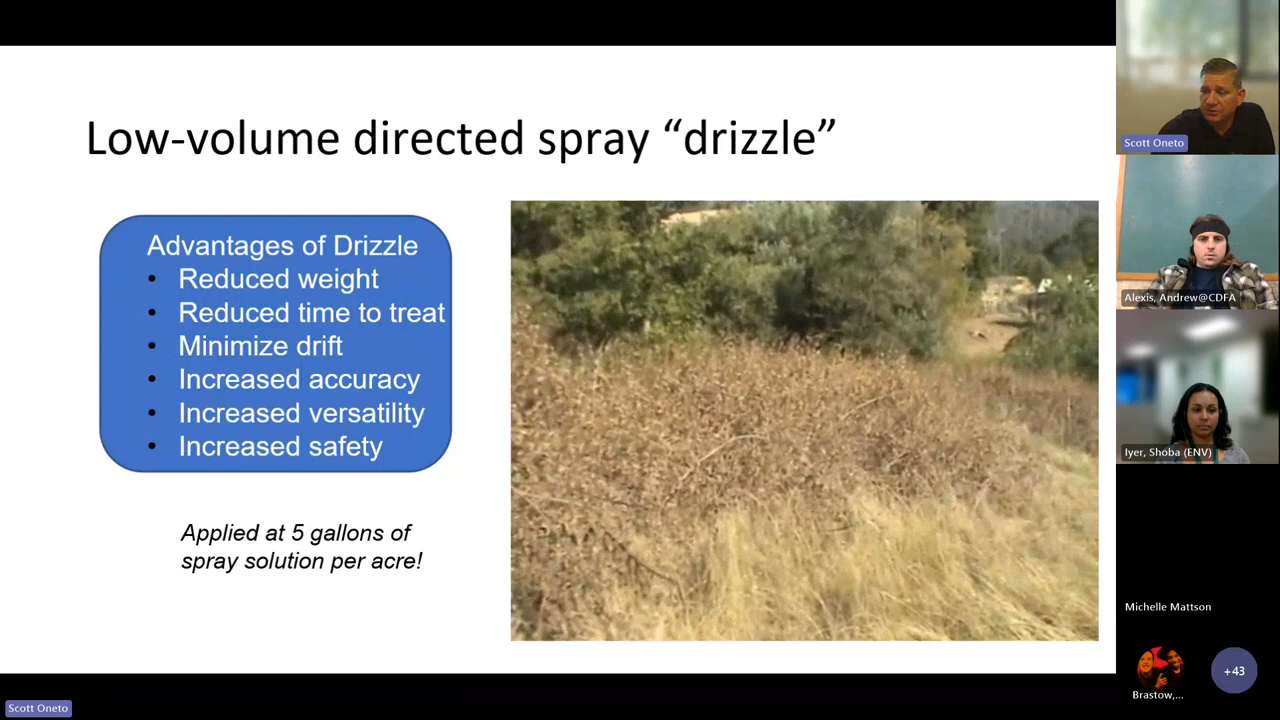 Low-volume directed spray “drizzle”
Advantages of Drizzle
• Reduced weight
• Reduced time to treat
• Minimize drift
• Increased accuracy
• Increased versatility
• Increased safety
Applied at 5 gallons of
spray solution per acre!
Scott Oneto
Alexis, Andrew@CDFA
Iyer, Shoba (ENV)
Michelle Mattson
Brastow,...
+43
Scott Oneto